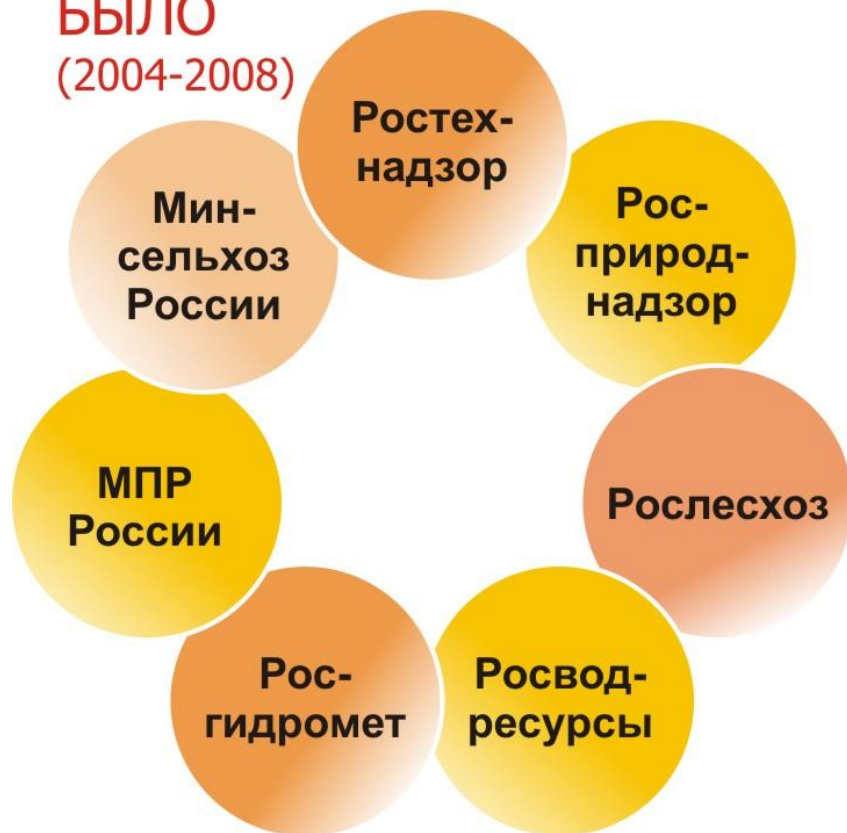 БЫЛО
(2004-2008)
Ростех-
надзор
Рос-
природ-
надзор
Рослесхоз
Росвод-
ресурсы
Рос-
гидромет
МПР
России
Мин-
сельхоз
России